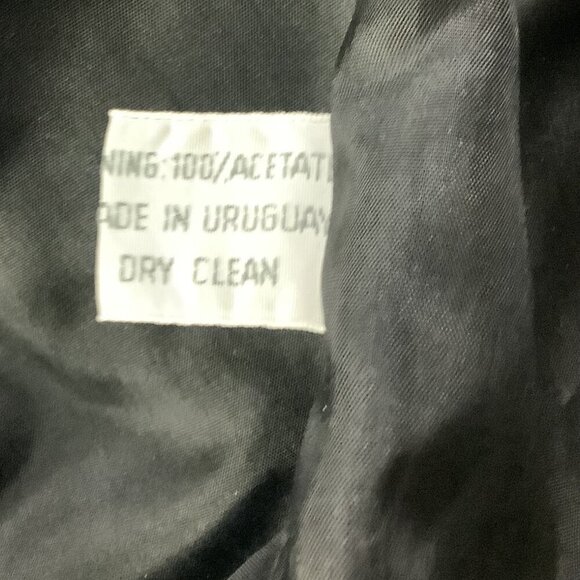 NING:100%ACETATE
ADE IN URUGUAY
DRY CLEAN